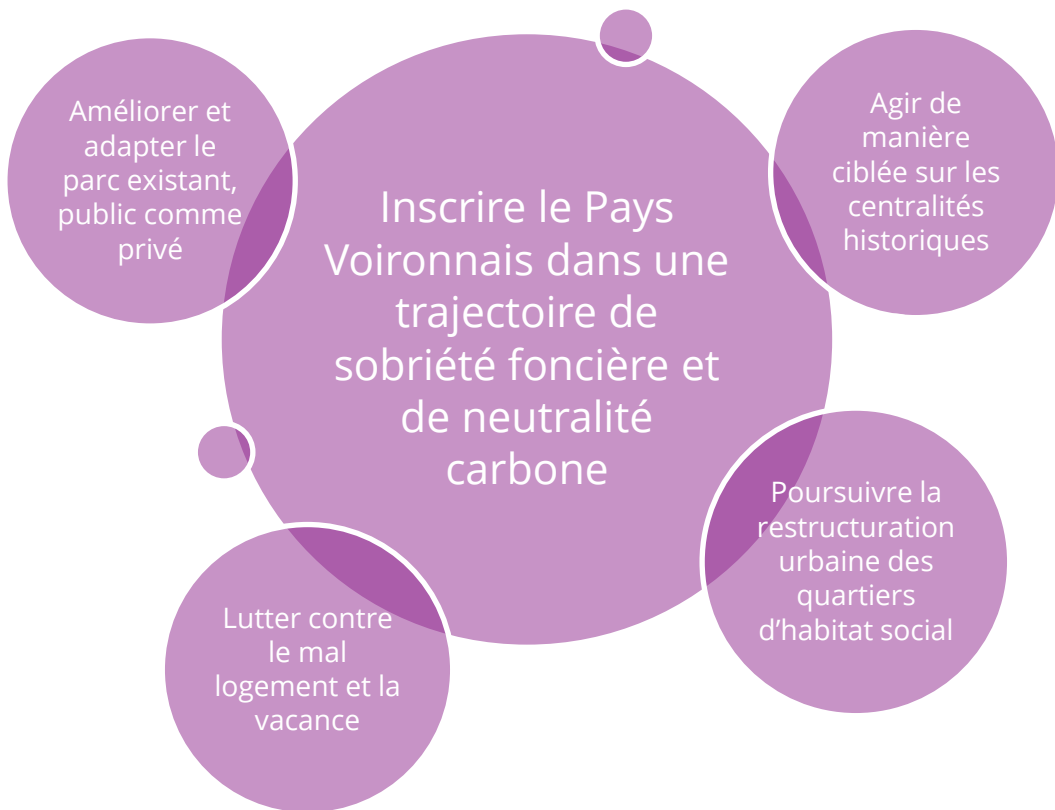 Améliorer et
adapter le
parc existant,
public comme
privé
Agir de
manière
ciblée sur les
centralités
historiques
Inscrire le Pays
Voironnais dans une
trajectoire de
sobriété foncière et
de neutralité
carbone
Poursuivre la
restructuration
urbaine des
quartiers
d’habitat social
Lutter contre
le mal
logement et la
vacance